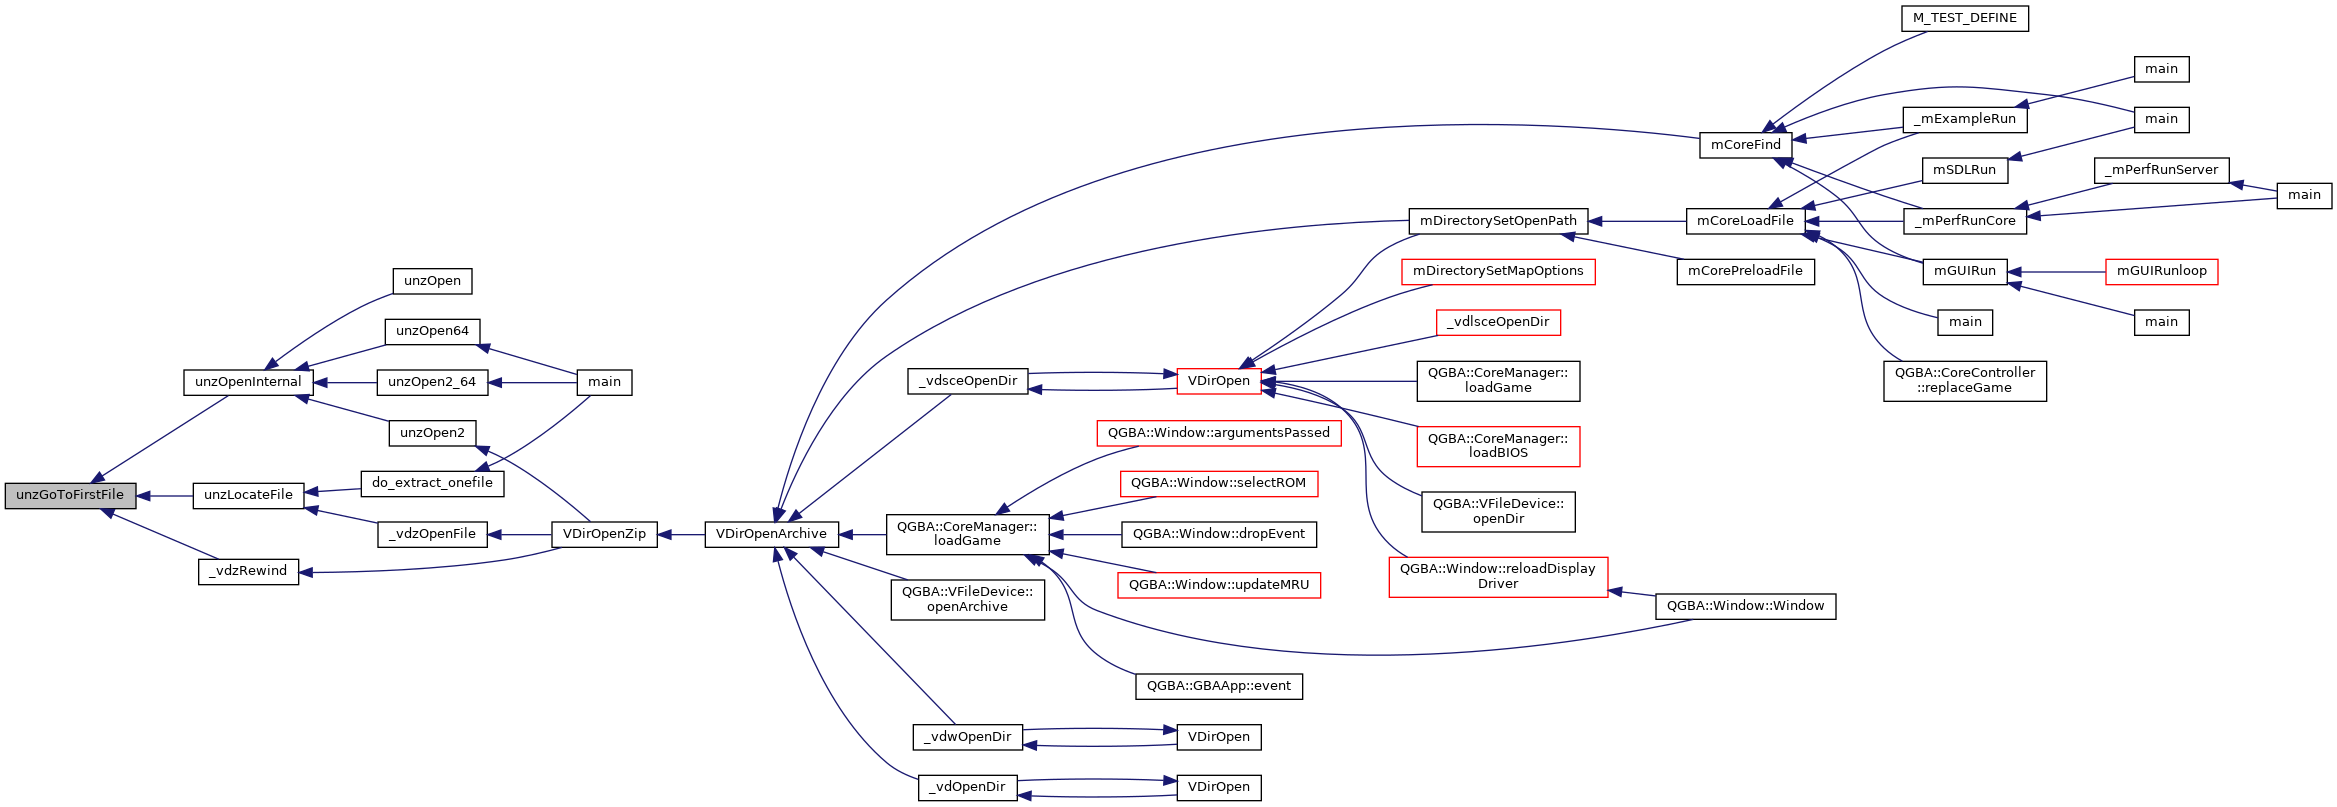 M_TEST_DEFINE
main
_mExampleRun
main
mCoreFind
mSDLRun
_mPerfRunServer
main
mDirectorySetOpenPath
mCoreLoadFile
_mPerfRunCore
mDirectorySetMapOptions
mCorePreloadFile
mGUIRun
mGUIRunloop
unzOpen
unzOpen64
_vdlsceOpenDir
main
main
unzOpenInternal
unzOpen2_64
main
_vdsceOpenDir
VDirOpen
QGBA::CoreManager::
loadGame
QGBA::CoreController
::replaceGame
unzOpen2
QGBA::Window::argumentsPassed
QGBA::CoreManager::
loadBIOS
unzGoToFirstFile
unzLocateFile
do_extract_onefile
QGBA::Window::selectROM
QGBA::VFileDevice::
openDir
_vdzOpenFile
VDirOpenZip
VDirOpenArchive
QGBA::CoreManager::
loadGame
QGBA::Window::dropEvent
_vdzRewind
QGBA::Window::updateMRU
QGBA::Window::reloadDisplay
Driver
QGBA::VFileDevice::
openArchive
QGBA::Window::Window
QGBA::GBAApp::event
_vdwOpenDir
VDirOpen
_vdOpenDir
VDirOpen